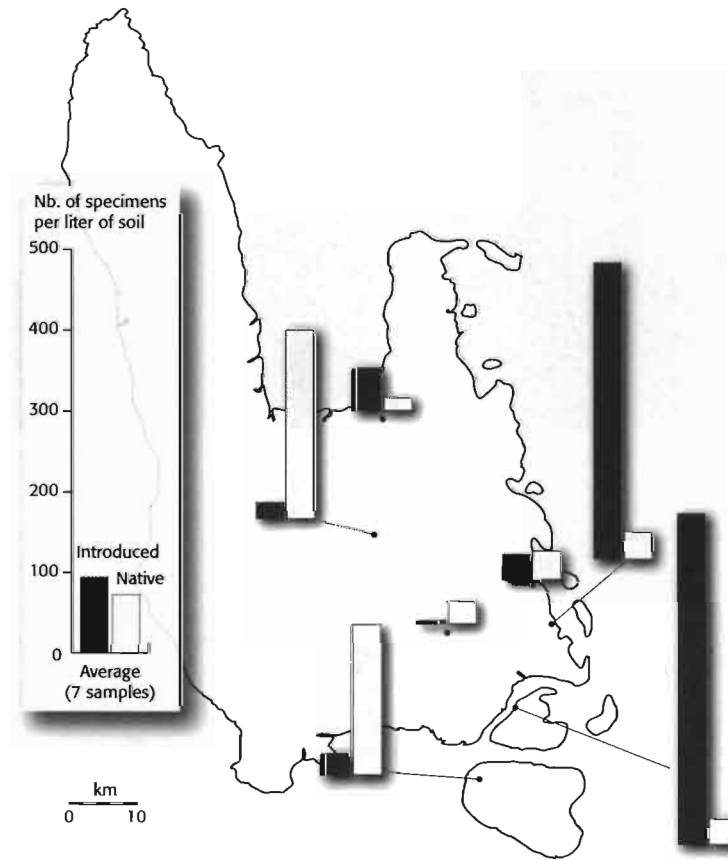 Nb. of specimens
per liter of soil
500
400
300
200
Introduced
100
Native
0
Average
(7 samples)
km
0 10